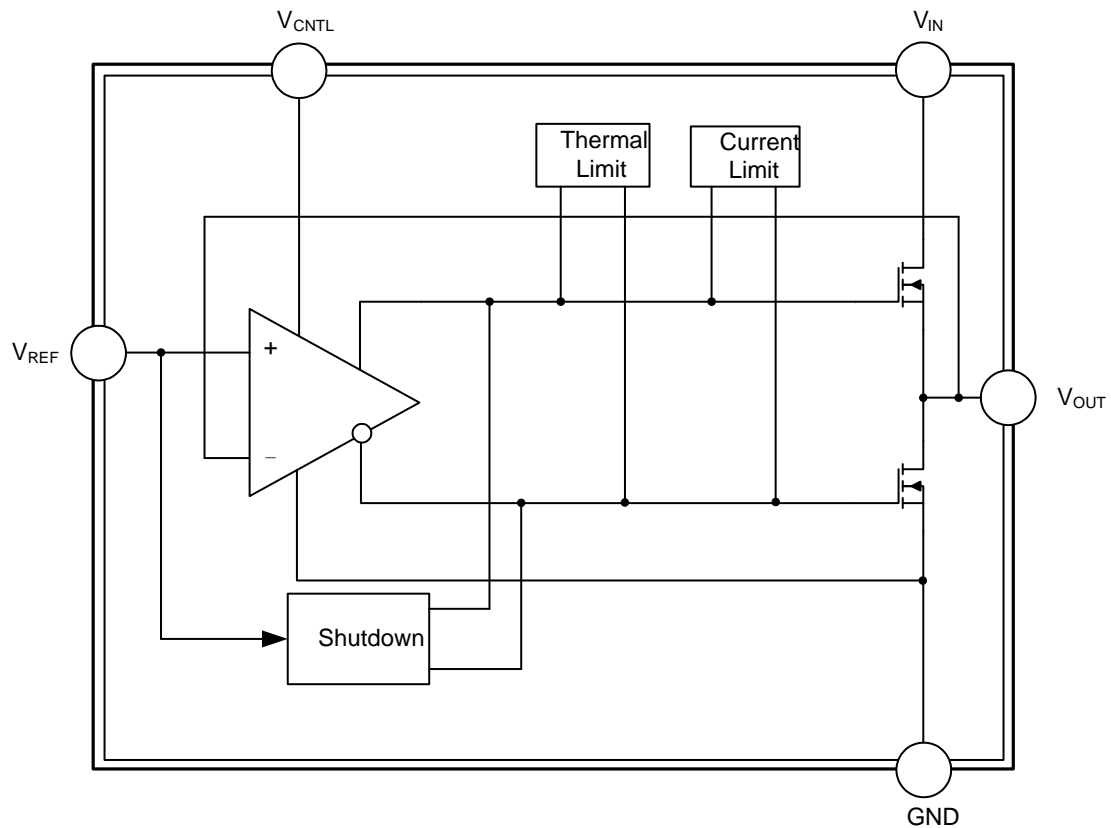 VCNTL
VIN
Thermal
Limit
Current
Limit
VREF
+
−
VOUT
Shutdown
GND